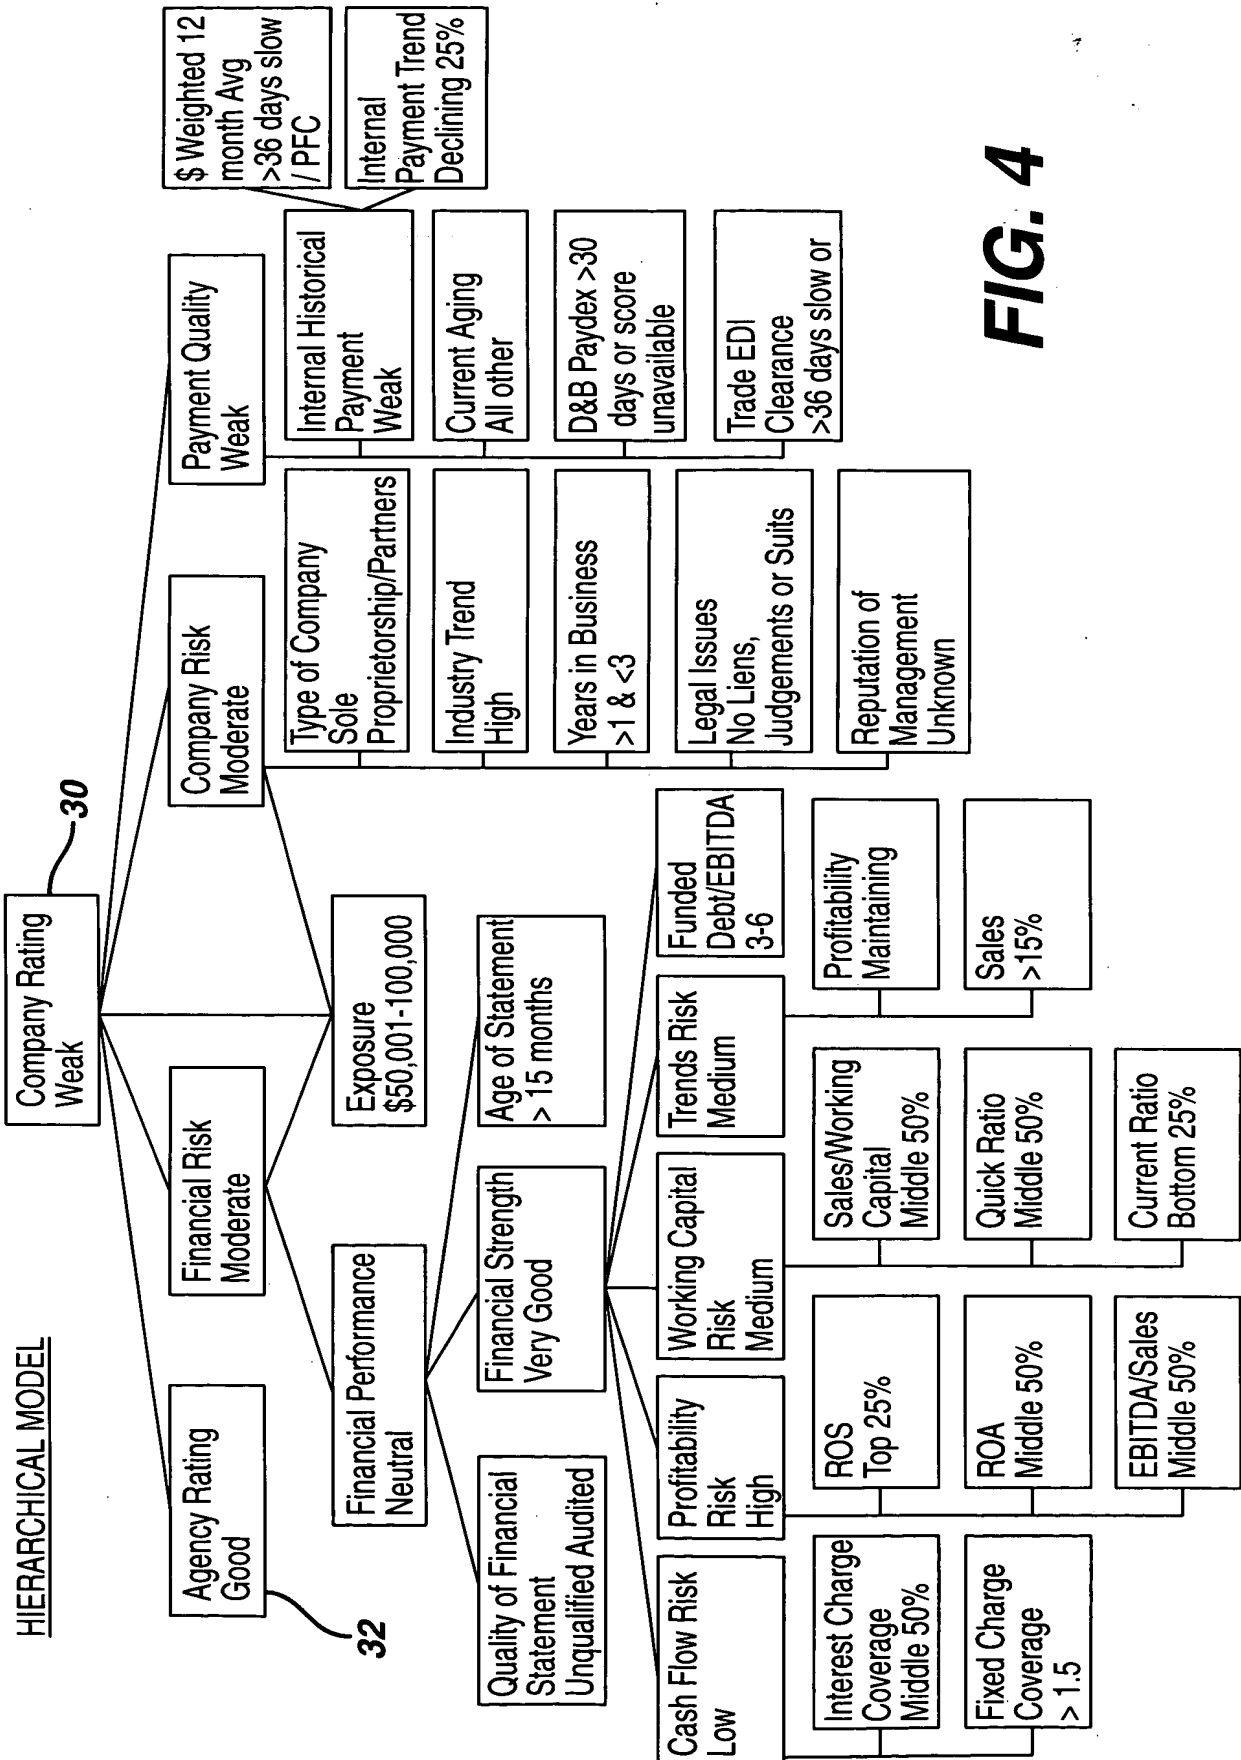 HIERARCHICAL MODEL
Company Rating
Weak
30
Agency Rating
Good
32
Financial Risk
Moderate
Company Risk
Moderate
Payment Quality
Weak
Financial Performance
Neutral
Exposure
$50,001-100,000
Quality of Financial
Statement
Unqualified Audited
Financial Strength
Very Good
Age of Statement
> 15 months
Cash Flow Risk
Low
Profitability
Risk
High
Working Capital
Risk
Medium
Trends Risk
Medium
Funded
Debt/EBITDA
3-6
Interest Charge
Coverage
Middle 50%
Fixed Charge
Coverage
> 1.5
ROS
Top 25%
ROA
Middle 50%
EBITDA/Sales
Middle 50%
Sales/Working
Capital
Middle 50%
Quick Ratio
Middle 50%
Current Ratio
Bottom 25%
Profitability
Maintaining
Sales
>15%
Type of Company
Sole
Proprietorship/Partners
Industry Trend
High
Years in Business
>1 & <3
Legal Issues
No Liens,
Judgements or Suits
Reputation of
Management
Unknown
Internal Historical
Payment
Weak
Current Aging
All other
D&B Paydex >30
days or score
unavailable
Trade EDI
Clearance
>36 days slow or
$ Weighted 12
month Avg
>36 days slow
/ PFC
Internal
Payment Trend
Declining 25%
FIG. 4